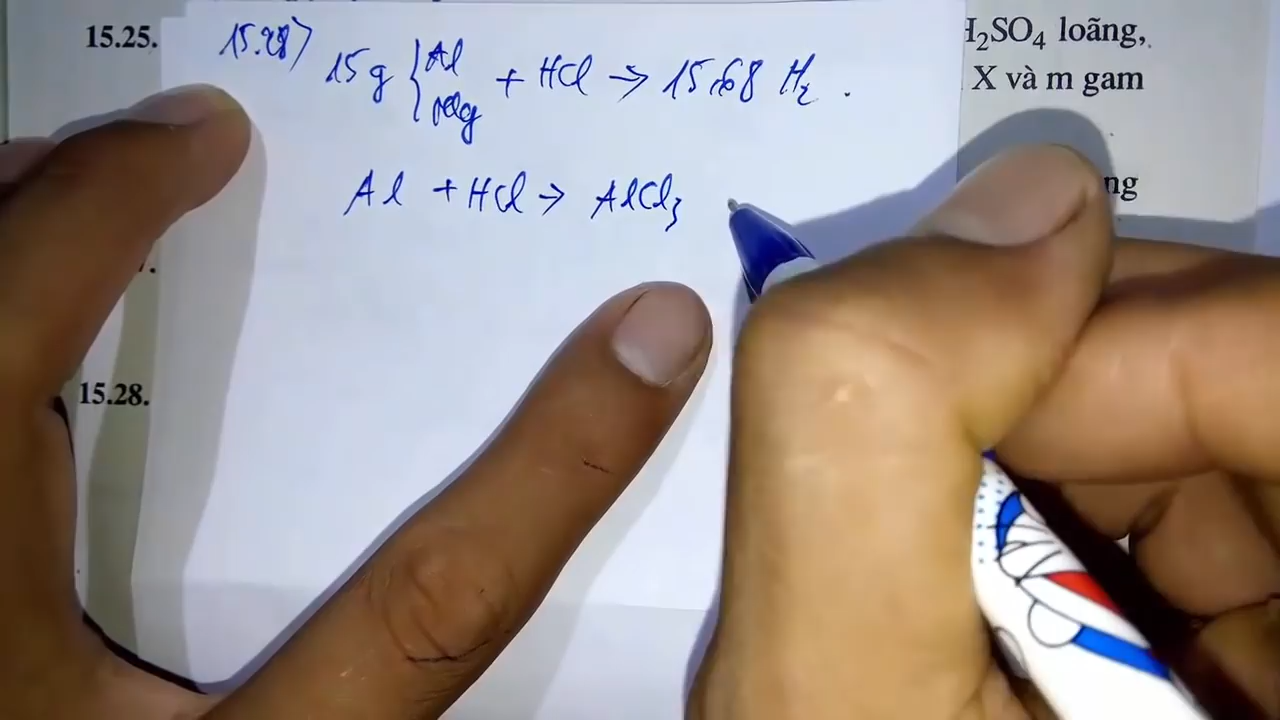 15.25.
H₂SO₄ loãng,
X và m gam
ng
15.28)
15g { Al Mg + HCl → 15,68 H₂ .
Al + HCl → AlCl₃
7.
15.28.